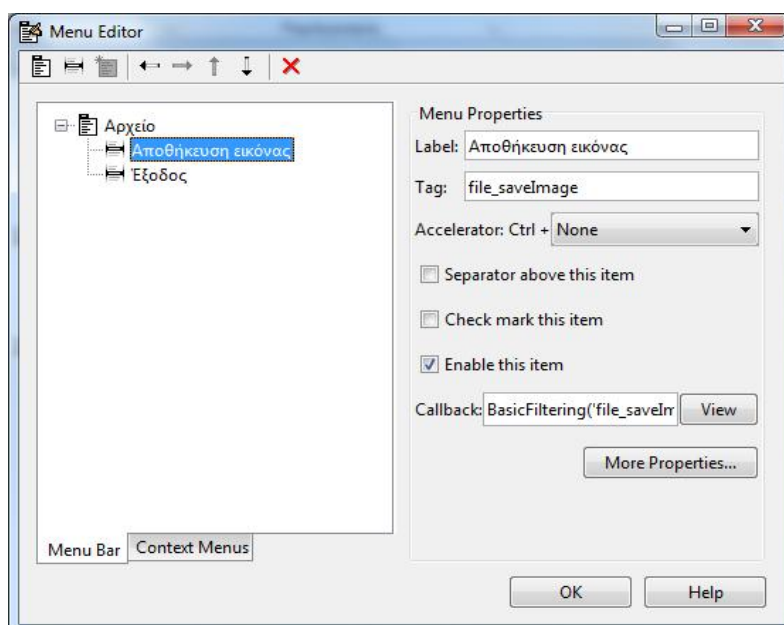 Menu Editor
Αρχείο
Αποθήκευση εικόνας
Έξοδος
Menu Bar
Context Menus
Menu Properties
Label: Αποθήκευση εικόνας
Tag: file_saveImage
Accelerator: Ctrl + None
Separator above this item
Check mark this item
Enable this item
Callback: BasicFiltering('file_saveIm View
More Properties...
OK Help